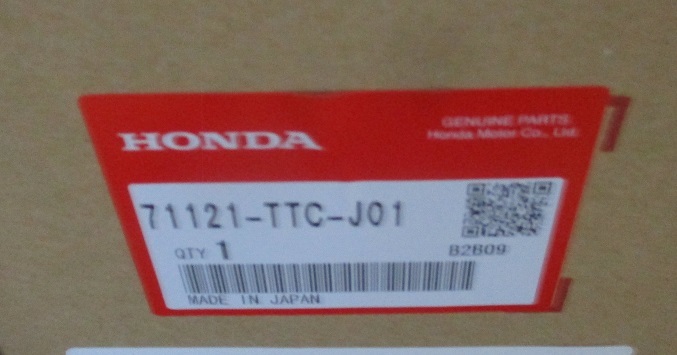 HONDA
GENUINE PARTS
Honda Motor Co., Ltd.
71121-TTC-J01
QTY 1
B2B09
MADE IN JAPAN